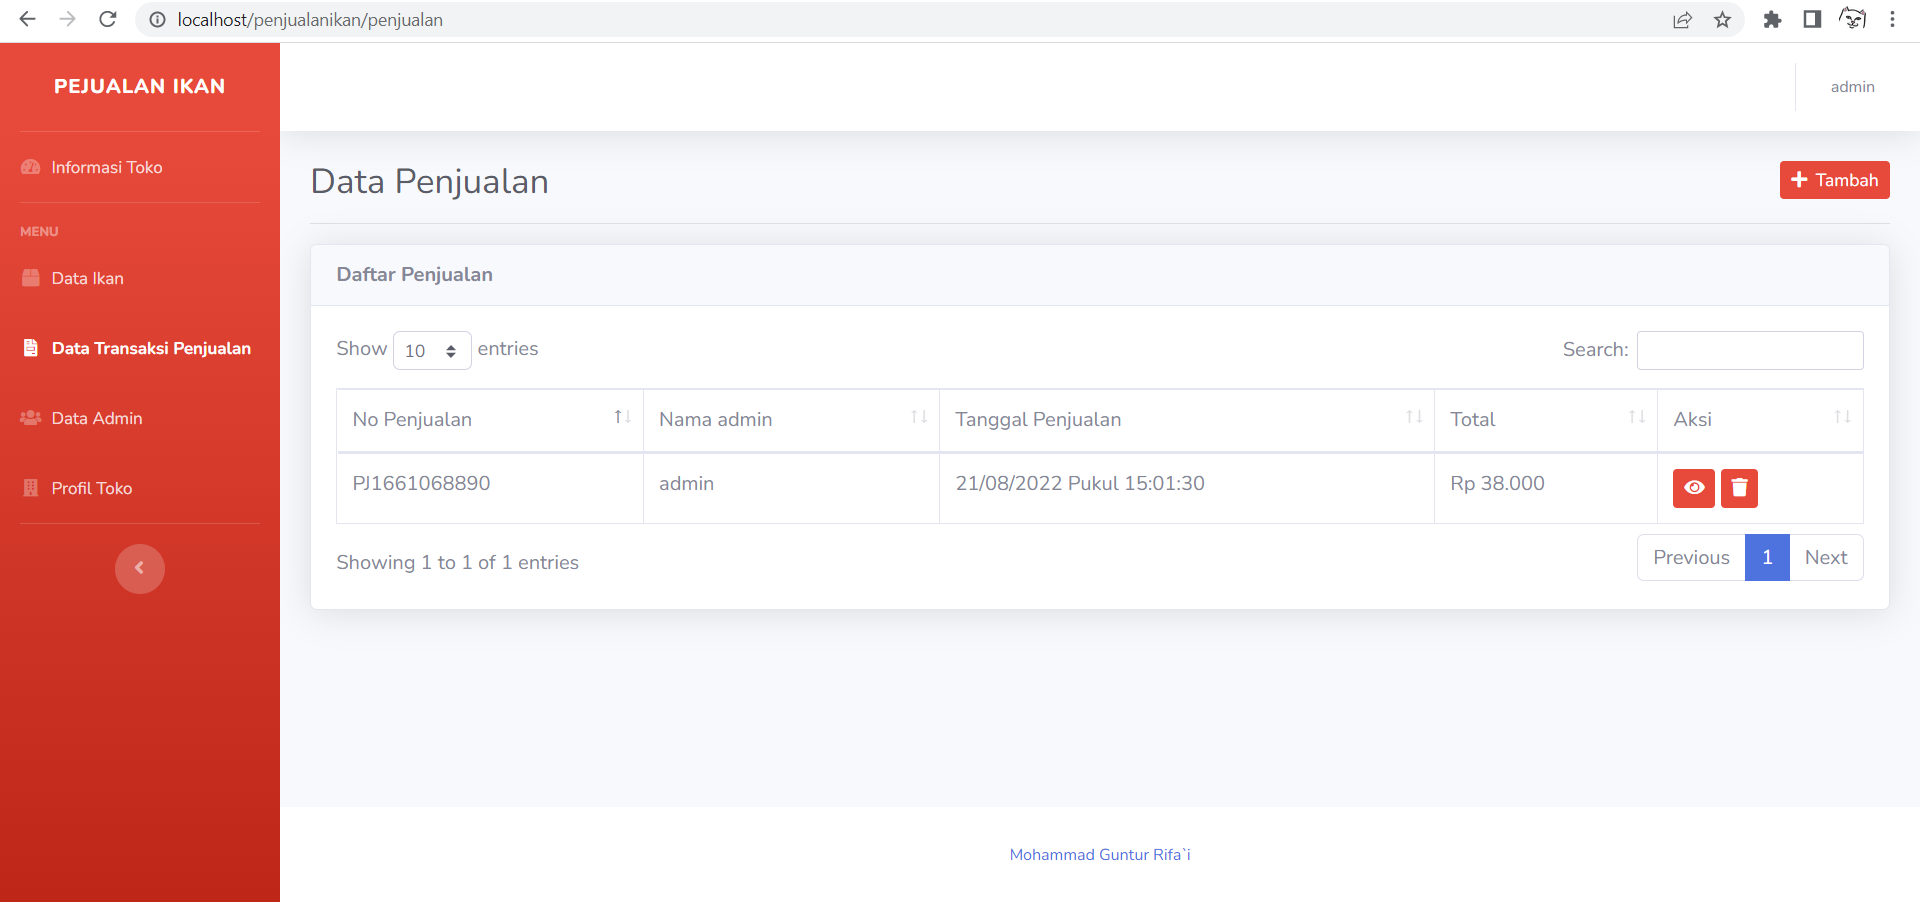 localhost/penjualanikan/penjualan
PEJUALAN IKAN
admin
Informasi Toko
MENU
Data Ikan
Data Transaksi Penjualan
Data Admin
Profil Toko
Data Penjualan
Tambah
Daftar Penjualan
Show 10 entries
Search:
No Penjualan Nama admin Tanggal Penjualan Total Aksi
PJ1661068890 admin 21/08/2022 Pukul 15:01:30 Rp 38.000
Showing 1 to 1 of 1 entries
Previous 1 Next
Mohammad Guntur Rifa`i